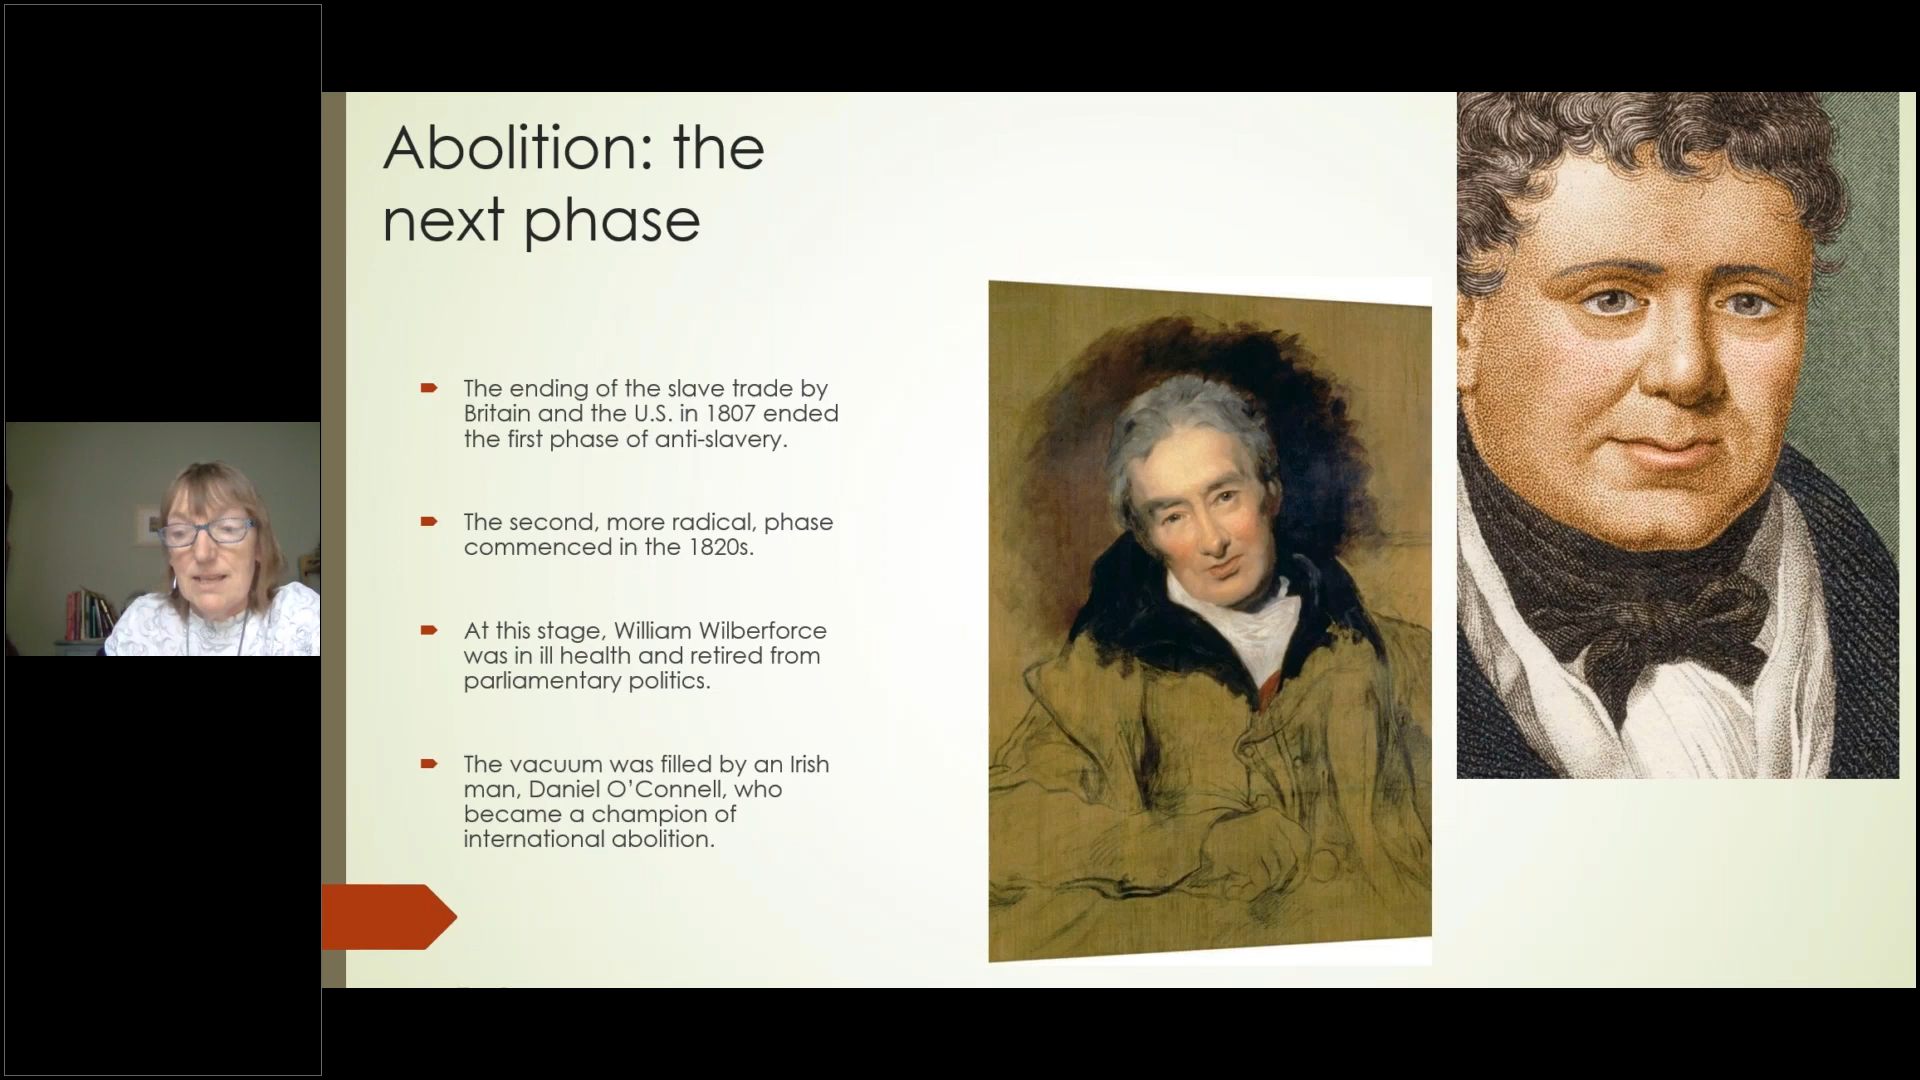 Abolition: the
next phase
The ending of the slave trade by
Britain and the U.S. in 1807 ended
the first phase of anti-slavery.
The second, more radical, phase
commenced in the 1820s.
At this stage, William Wilberforce
was in ill health and retired from
parliamentary politics.
The vacuum was filled by an Irish
man, Daniel O’Connell, who
became a champion of
international abolition.